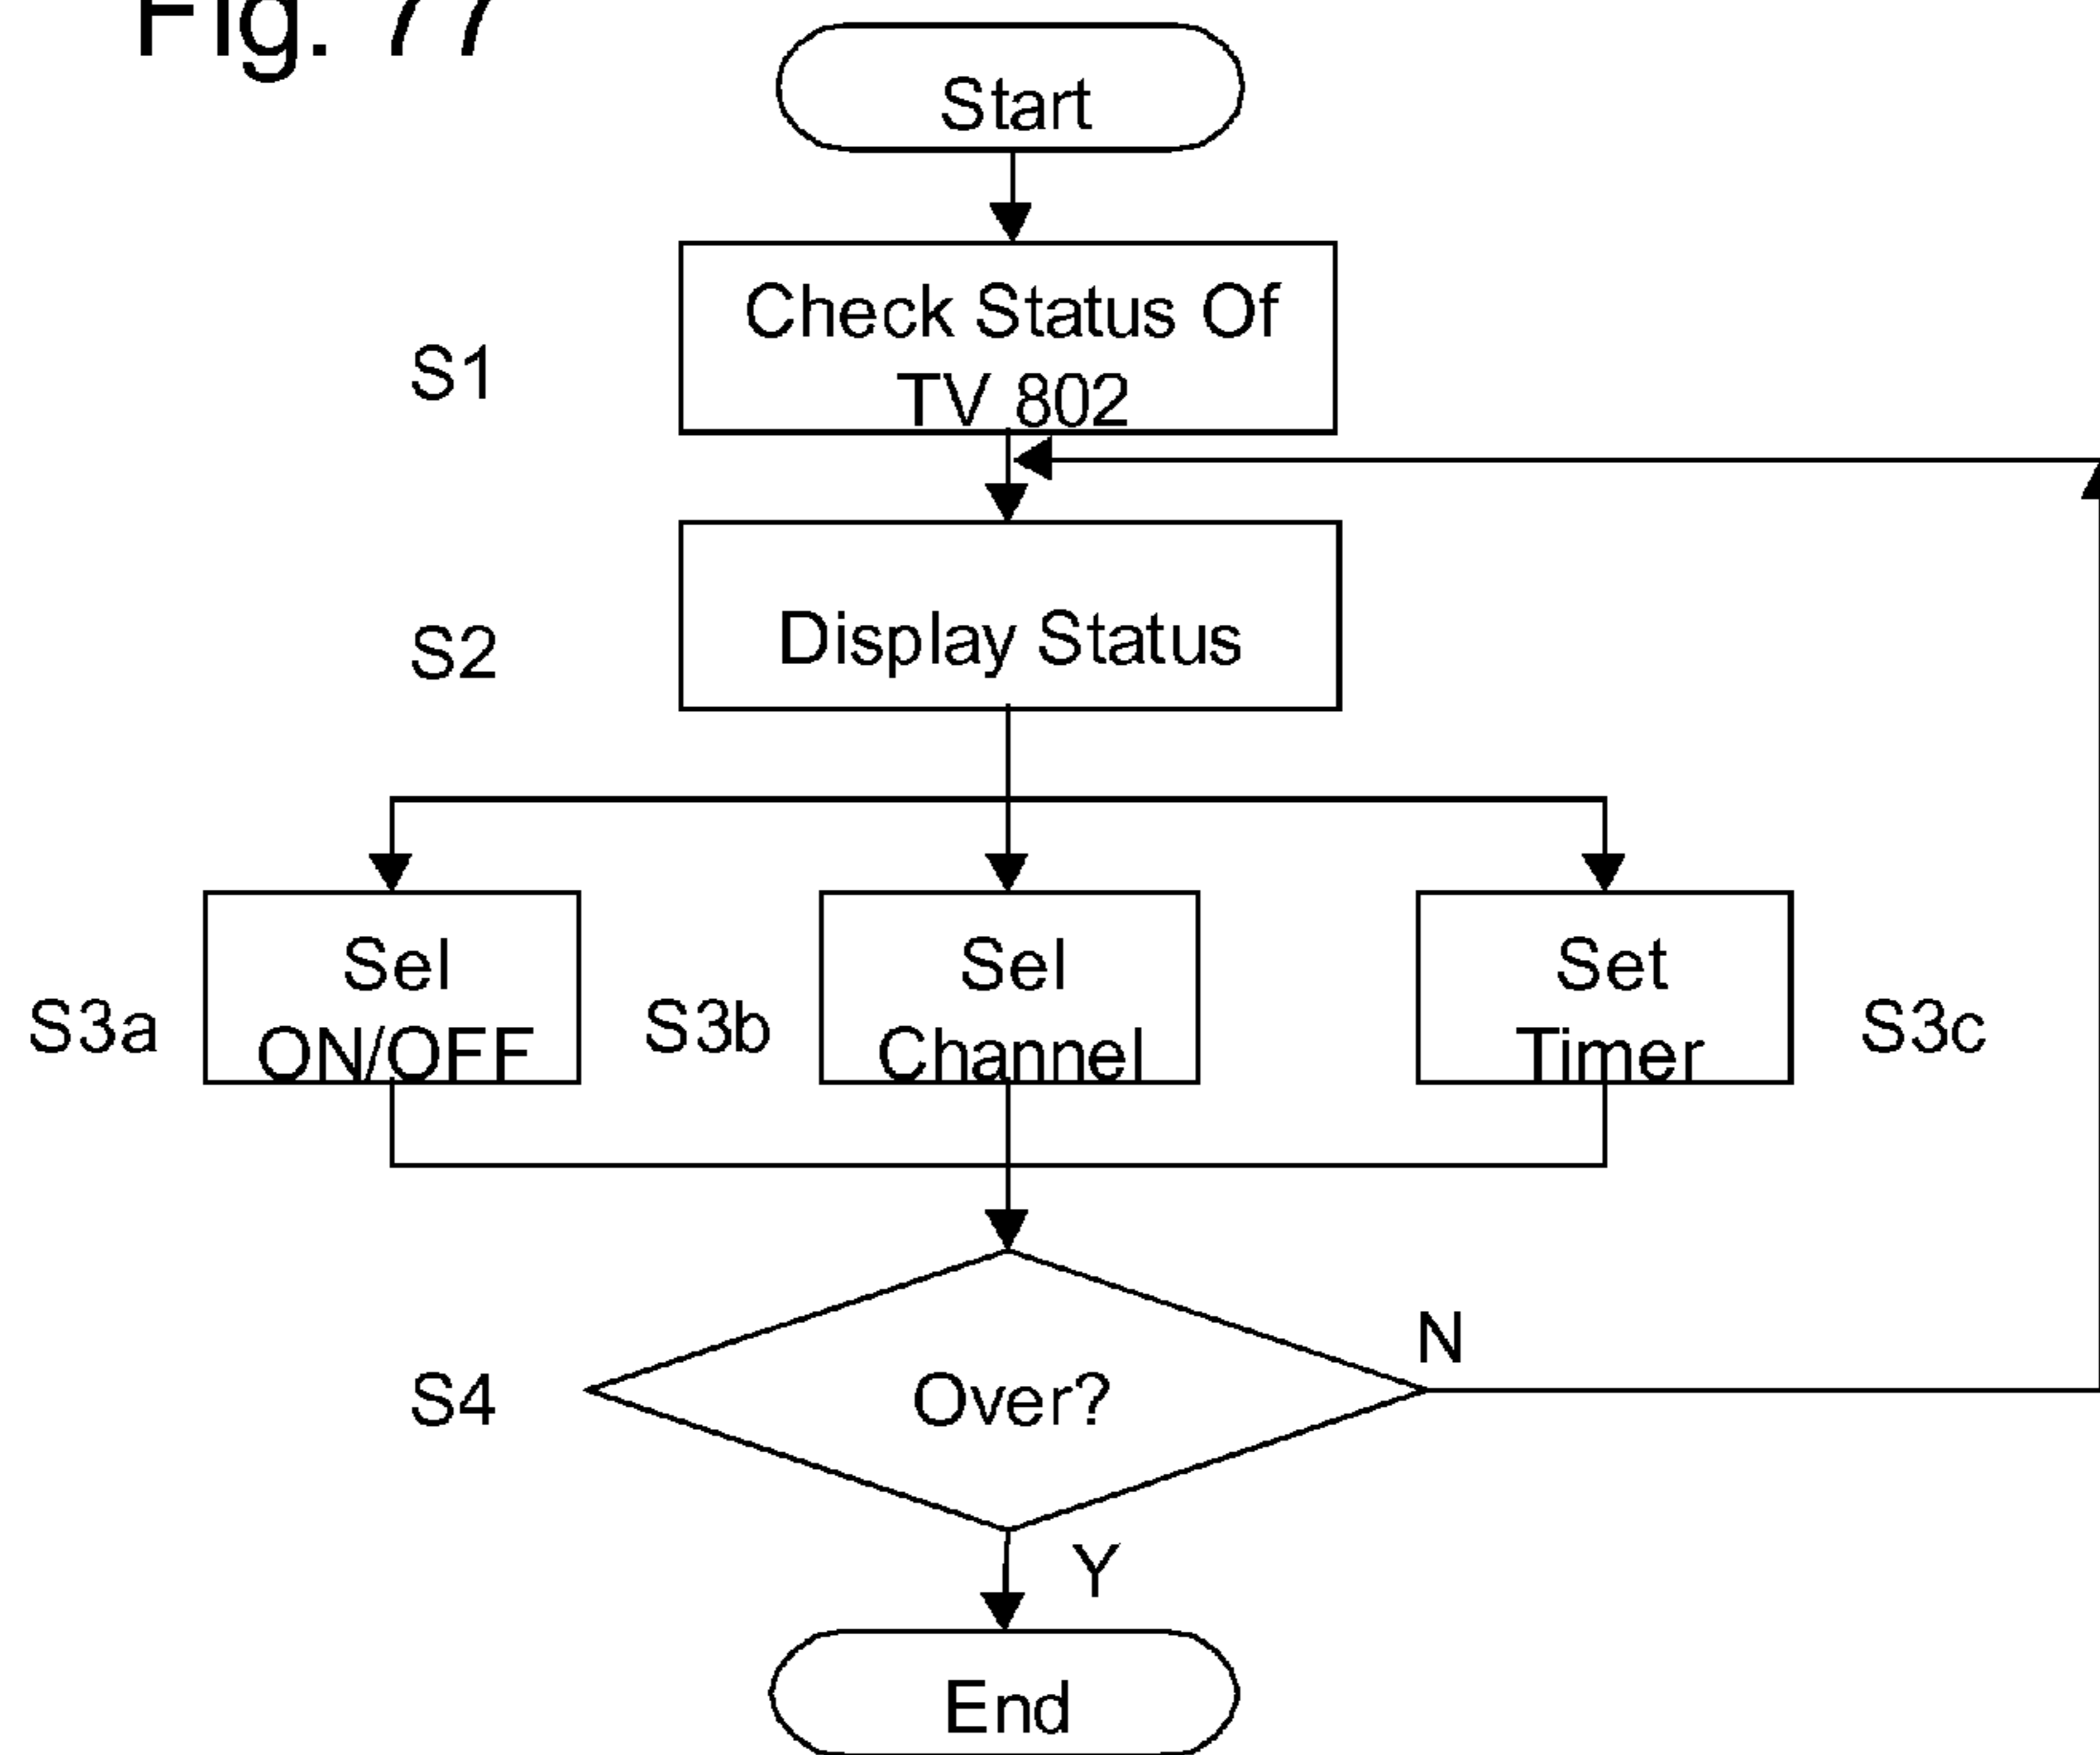 Fig. 77
Start
S1
Check Status Of
TV 802
S2
Display Status
S3a
Sel
ON/OFF
S3b
Sel
Channel
Set
Timer
S3c
S4
Over?
N
Y
End